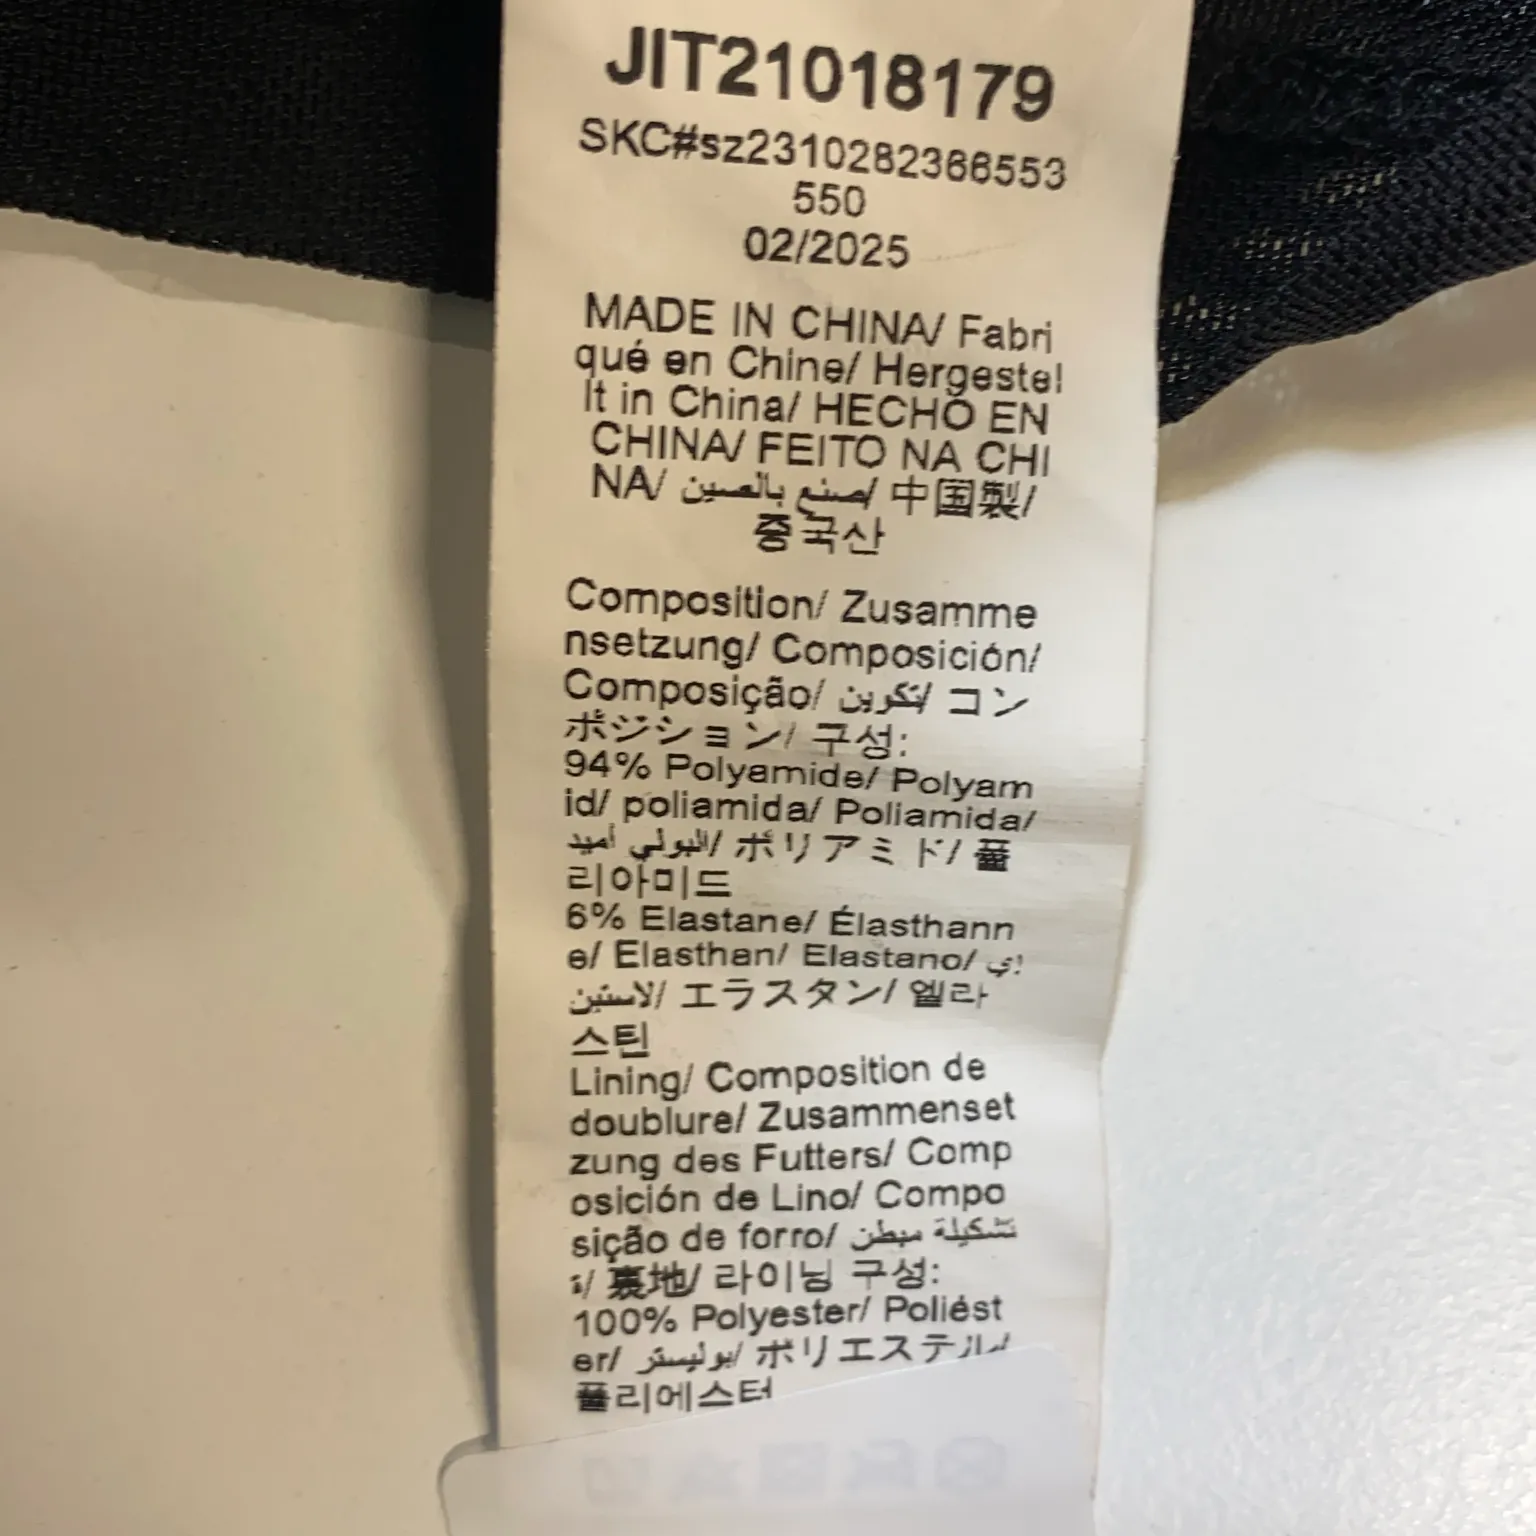 JIT21018179
SKC#sz2310282366553
550
02/2025
MADE IN CHINA/ Fabri
qué en Chine/ Hergestel
lt in China/ HECHO EN
CHINA/ FEITO NA CHI
NA/ صنع بالصين/ 中国製/
중국산
Composition/ Zusamme
nsetzung/ Composición/
Composição/ تكوين/ コン
ポジション/ 구성:
94% Polyamide/ Polyam
id/ poliamida/ Poliamida/
البولي أميد/ ポリアミド/ 폴
리아미드
6% Elastane/ Élasthann
e/ Elasthan/ Elastano/ إي
لاستين/ エラスタン/ 엘라
스틴
Lining/ Composition de
doublure/ Zusammenset
zung des Futters/ Comp
osición de Lino/ Compo
sição de forro/ تشكيلة مبطن
ة/ 裏地/ 라이닝 구성:
100% Polyester/ Poliést
er/ بوليستر/ ポリエステル/
폴리에스터